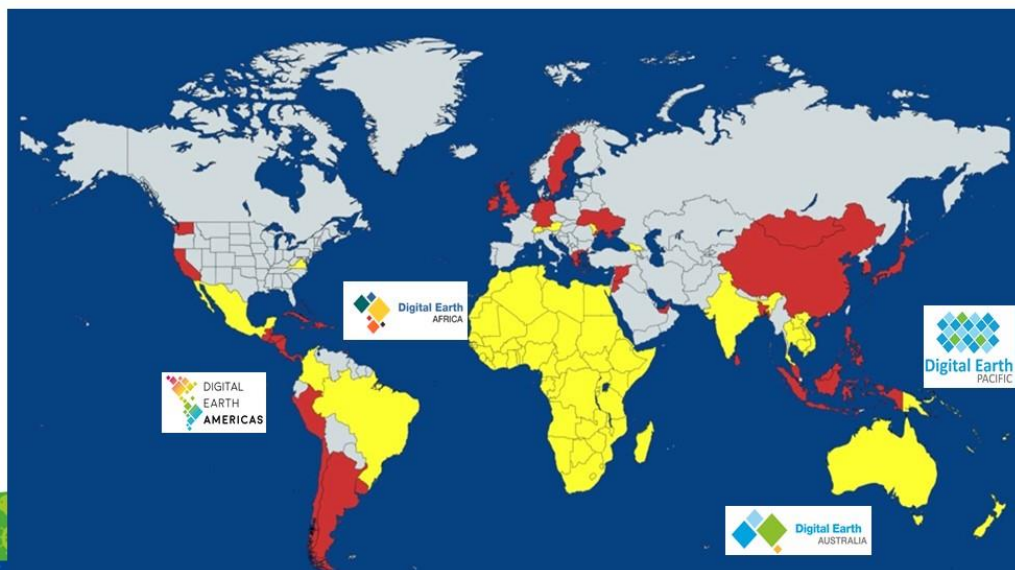 Digital Earth
AFRICA
DIGITAL
EARTH
AMERICAS
Digital Earth
PACIFIC
Digital Earth
AUSTRALIA